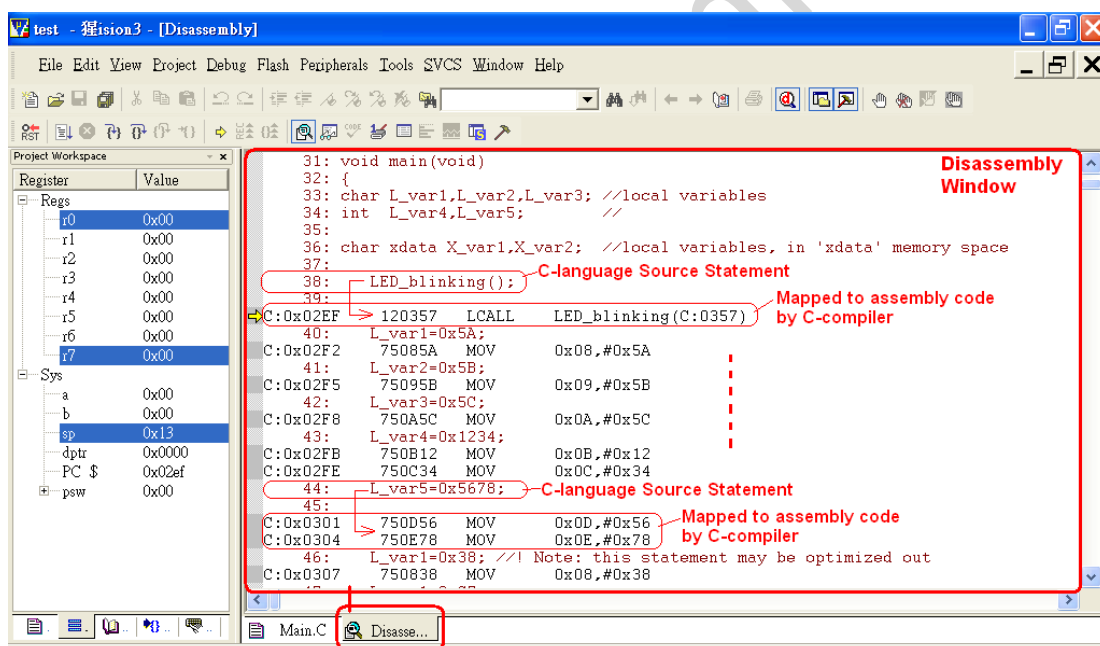 test - 猩ision3 - [Disassembly]
File Edit View Project Debug Flash Peripherals Tools SVCS Window Help
RST
CODE
Project Workspace
Register Value
Regs
r0 0x00
r1 0x00
r2 0x00
r3 0x00
r4 0x00
r5 0x00
r6 0x00
r7 0x00
Sys
a 0x00
b 0x00
sp 0x13
dptr 0x0000
PC $ 0x02ef
psw 0x00
Disassembly
Window
31: void main(void)
32: {
33: char L_var1,L_var2,L_var3; //local variables
34: int L_var4,L_var5; //
35:
36: char xdata X_var1,X_var2; //local variables, in 'xdata' memory space
37:
38: LED_blinking();
C-language Source Statement
39:
C:0x02EF 120357 LCALL LED_blinking(C:0357)
Mapped to assembly code
by C-compiler
40: L_var1=0x5A;
C:0x02F2 75085A MOV 0x08,#0x5A
41: L_var2=0x5B;
C:0x02F5 75095B MOV 0x09,#0x5B
42: L_var3=0x5C;
C:0x02F8 750A5C MOV 0x0A,#0x5C
43: L_var4=0x1234;
C:0x02FB 750B12 MOV 0x0B,#0x12
C:0x02FE 750C34 MOV 0x0C,#0x34
44: L_var5=0x5678;
C-language Source Statement
45:
C:0x0301 750D56 MOV 0x0D,#0x56
C:0x0304 750E78 MOV 0x0E,#0x78
Mapped to assembly code
by C-compiler
46: L_var1=0x38; //! Note: this statement may be optimized out
C:0x0307 750838 MOV 0x08,#0x38
Main.C Disasse...